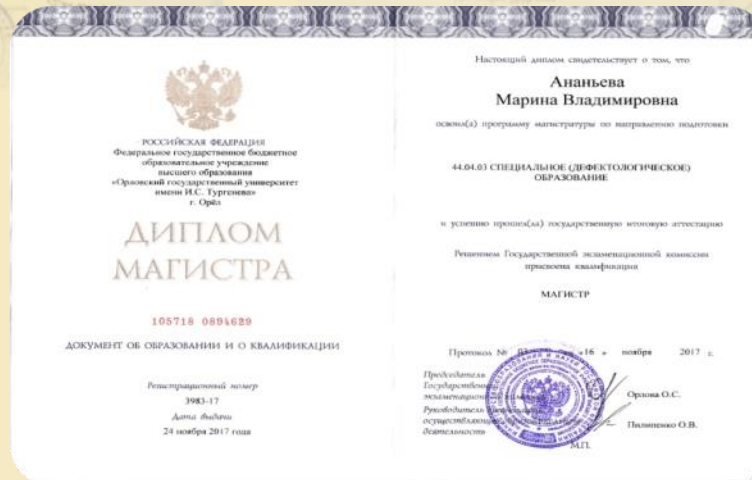 РОССИЙСКАЯ ФЕДЕРАЦИЯ
Федеральное государственное бюджетное
образовательное учреждение
высшего образования
«Орловский государственный университет
имени И.С. Тургенева»
г. Орёл
ДИПЛОМ
МАГИСТРА
105718 0894629
ДОКУМЕНТ ОБ ОБРАЗОВАНИИ И О КВАЛИФИКАЦИИ
Регистрационный номер
3983-17
Дата выдачи
24 ноября 2017 года
Настоящий диплом свидетельствует о том, что
Ананьева
Марина Владимировна
освоил(а) программу магистратуры по направлению подготовки
44.04.03 СПЕЦИАЛЬНОЕ (ДЕФЕКТОЛОГИЧЕСКОЕ)
ОБРАЗОВАНИЕ
и успешно прошел(ла) государственную итоговую аттестацию
Решением Государственной экзаменационной комиссии
присвоена квалификация
МАГИСТР
Протокол № «16 » ноября 2017 г.
Председатель
Государственной
экзаменационной Орлова О.С.
Руководитель
осуществляющей Пилипенко О.В.
деятельность
М.П.